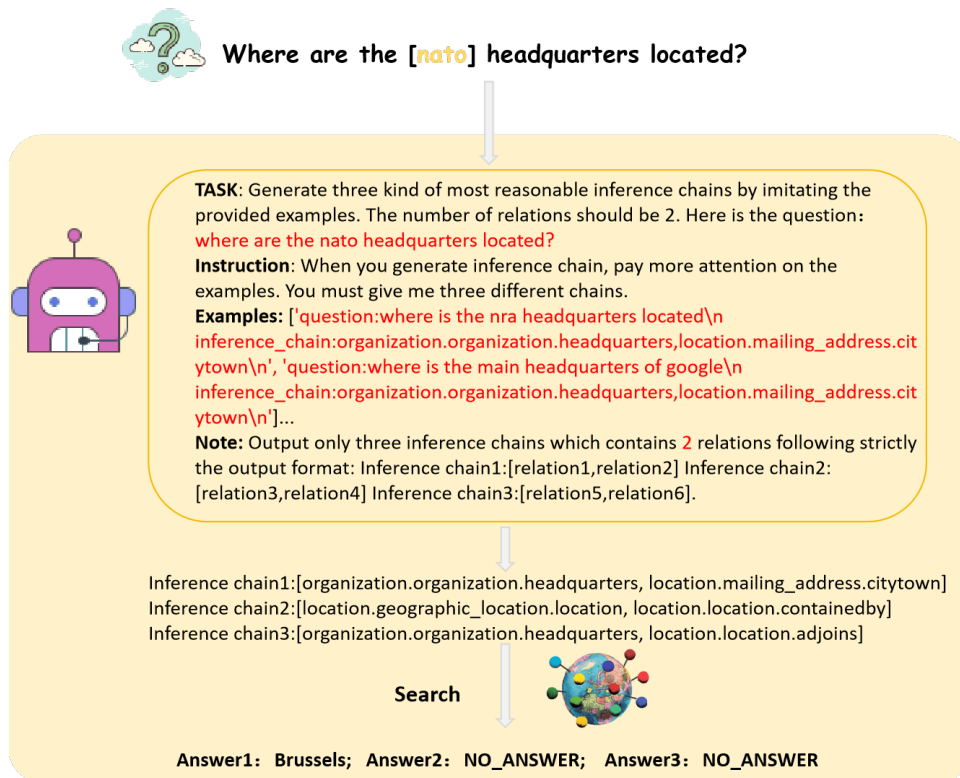 Where are the [nato] headquarters located?
TASK: Generate three kind of most reasonable inference chains by imitating the
provided examples. The number of relations should be 2. Here is the question:
where are the nato headquarters located?
Instruction: When you generate inference chain, pay more attention on the
examples. You must give me three different chains.
Examples: ['question:where is the nra headquarters located\n
inference_chain:organization.organization.headquarters,location.mailing_address.cit
ytown\n', 'question:where is the main headquarters of google\n
inference_chain:organization.organization.headquarters,location.mailing_address.cit
ytown\n']...
Note: Output only three inference chains which contains 2 relations following strictly
the output format: Inference chain1:[relation1,relation2] Inference chain2:
[relation3,relation4] Inference chain3:[relation5,relation6].
Inference chain1:[organization.organization.headquarters, location.mailing_address.citytown]
Inference chain2:[location.geographic_location.location, location.location.containedby]
Inference chain3:[organization.organization.headquarters, location.location.adjoins]
Search
Answer1: Brussels; Answer2: NO_ANSWER; Answer3: NO_ANSWER